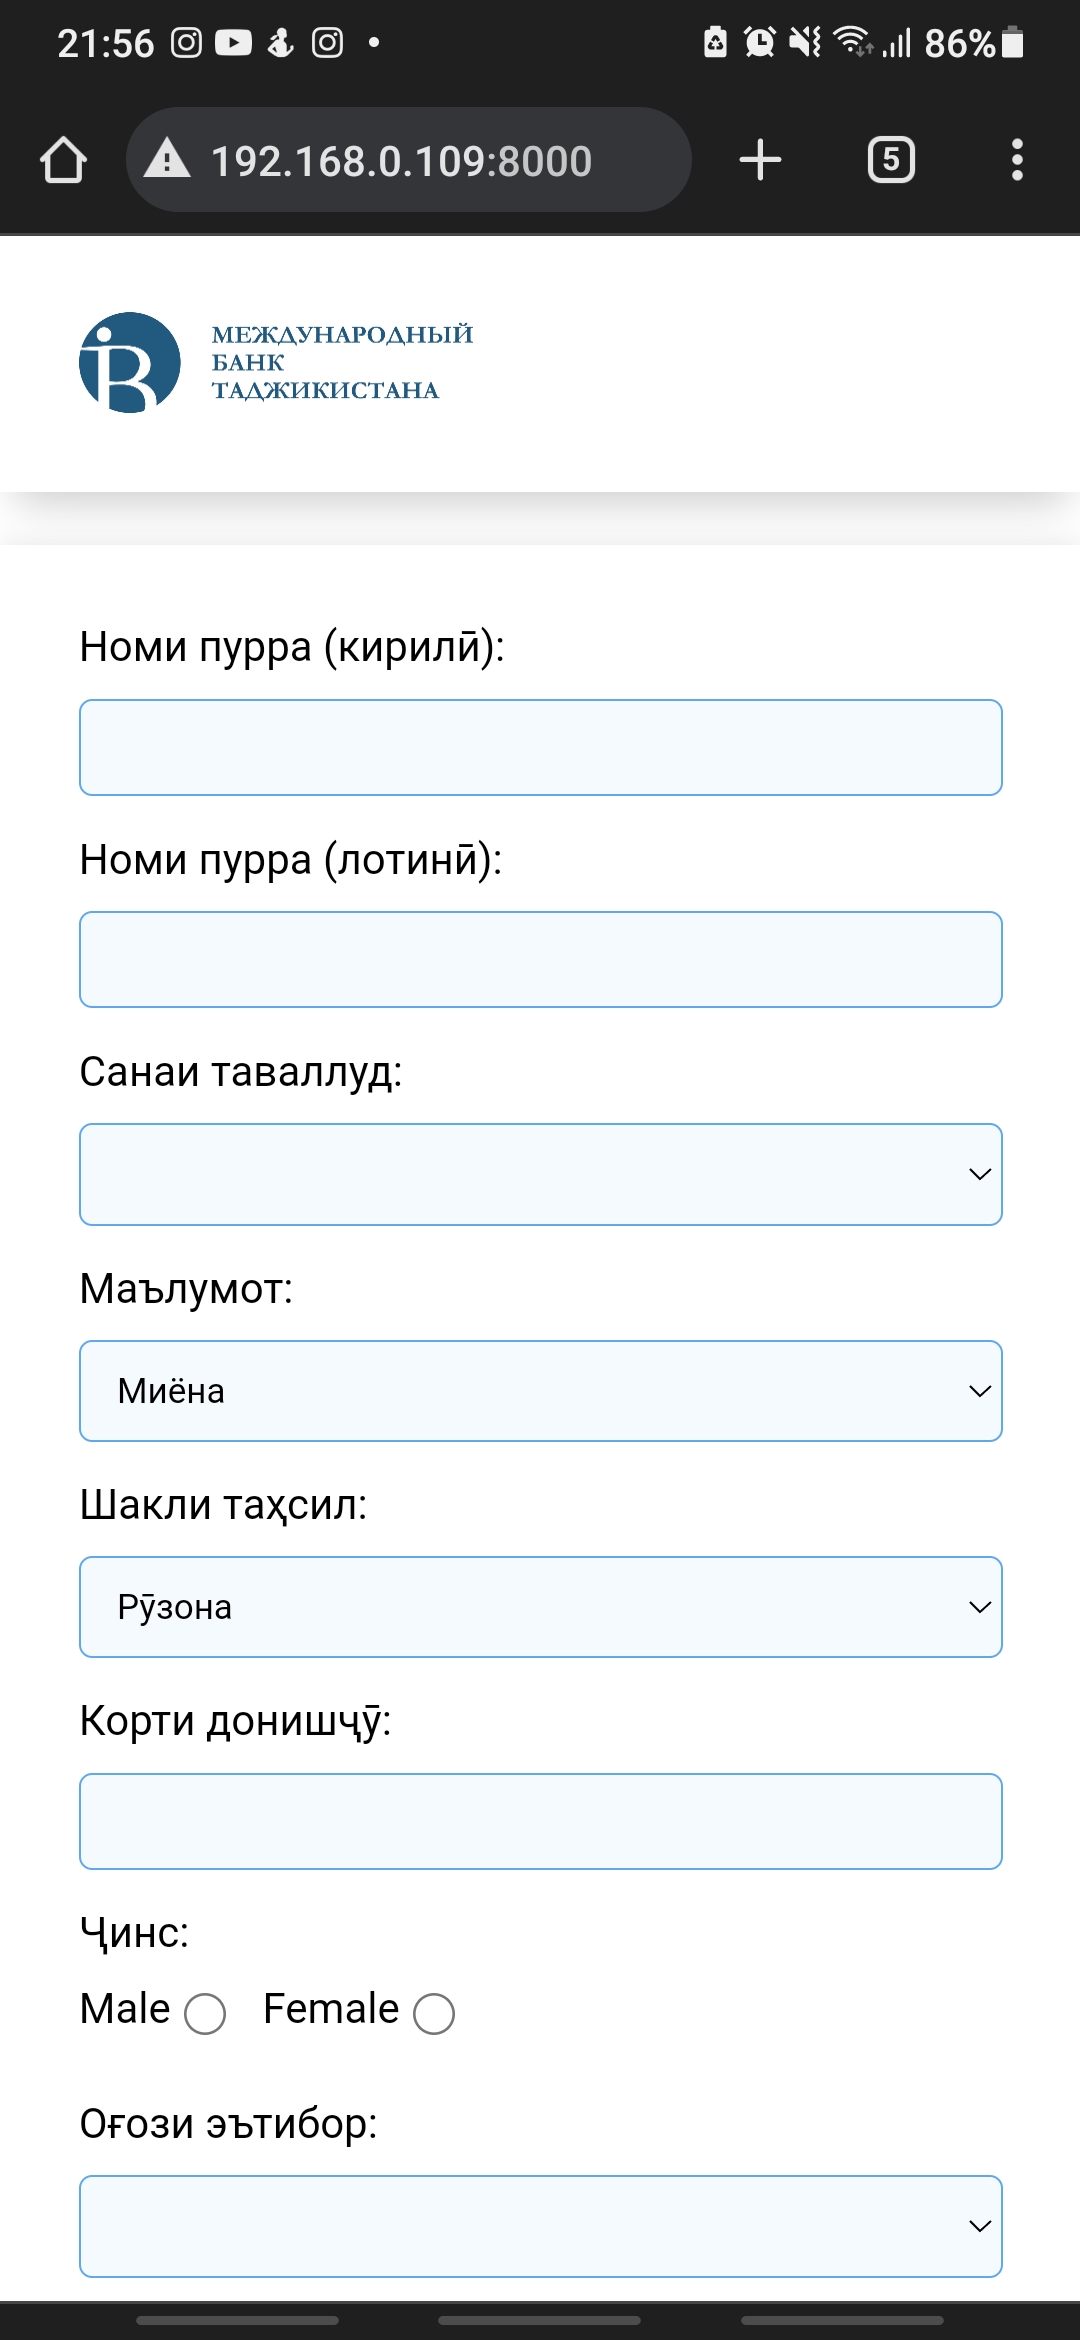 21:56
86%
192.168.0.109:8000
5
МЕЖДУНАРОДНЫЙ
БАНК
ТАДЖИКИСТАНА
Номи пурра (кирилӣ):
Номи пурра (лотинӣ):
Санаи таваллуд:
Маълумот:
Миёна
Шакли таҳсил:
Рӯзона
Корти донишҷӯ:
Ҷинс:
Male Female
Оғози эътибор: